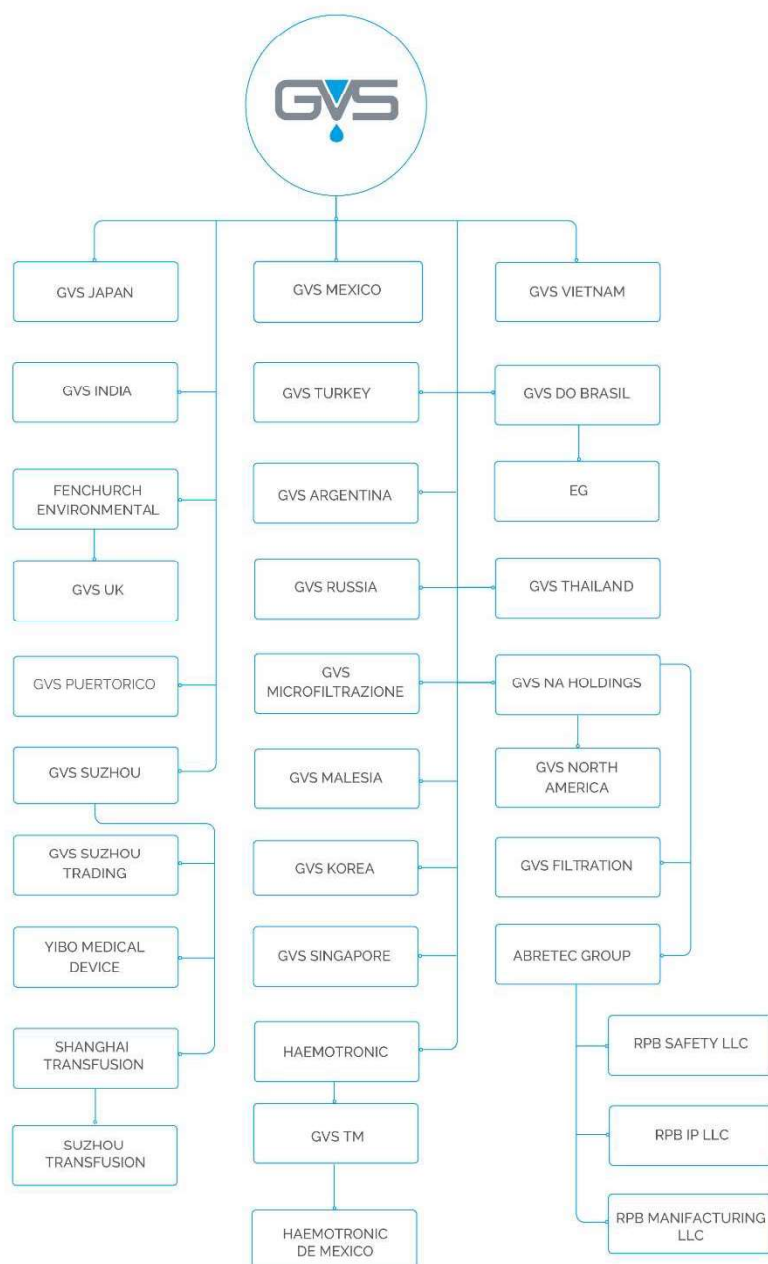 GVS
GVS JAPAN
GVS MEXICO
GVS VIETNAM
GVS INDIA
GVS TURKEY
GVS DO BRASIL
FENCHURCH
ENVIRONMENTAL
GVS ARGENTINA
EG
GVS UK
GVS RUSSIA
GVS THAILAND
GVS PUERTORICO
GVS
MICROFILTRAZIONE
GVS NA HOLDINGS
GVS SUZHOU
GVS MALESIA
GVS NORTH
AMERICA
GVS SUZHOU
TRADING
GVS KOREA
GVS FILTRATION
YIBO MEDICAL
DEVICE
GVS SINGAPORE
ABRETEC GROUP
SHANGHAI
TRANSFUSION
HAEMOTRONIC
RPB SAFETY LLC
SUZHOU
TRANSFUSION
GVS TM
RPB IP LLC
HAEMOTRONIC
DE MEXICO
RPB MANIFACTURING
LLC